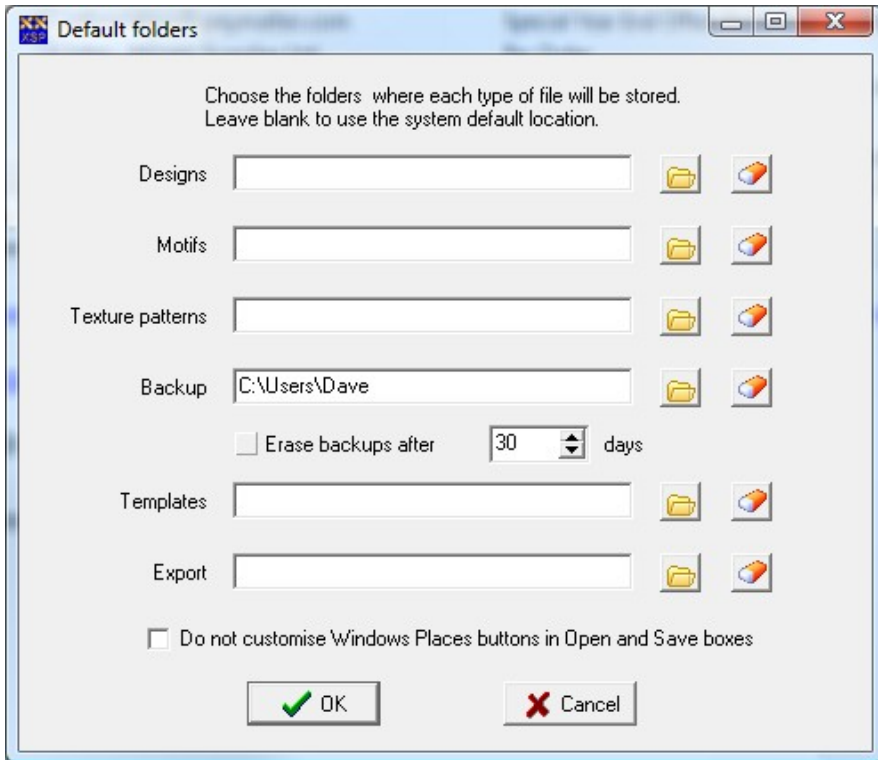 XSP
Default folders
Choose the folders where each type of file will be stored.
Leave blank to use the system default location.
Designs
Motifs
Texture patterns
Backup C:\Users\Dave
Erase backups after 30 days
Templates
Export
Do not customise Windows Places buttons in Open and Save boxes
OK Cancel